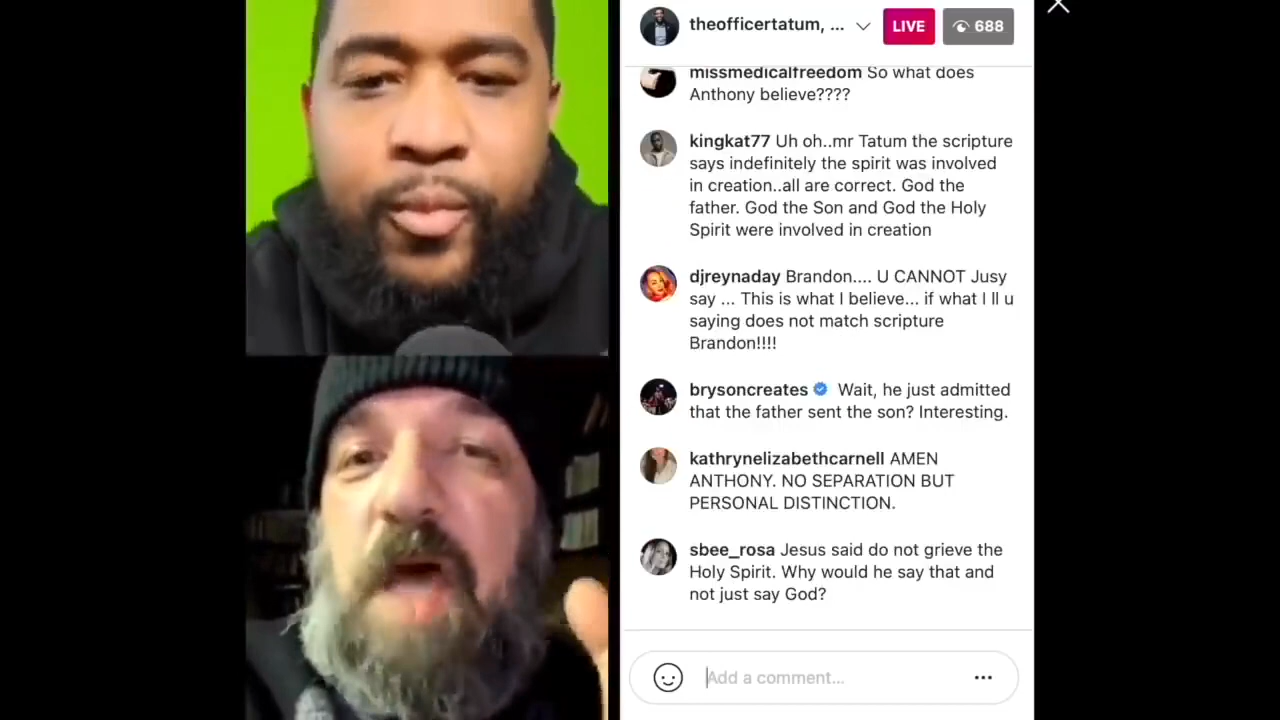 theofficertatum, ...
LIVE
688
missmedicalfreedom So what does
Anthony believe????
kingkat77 Uh oh..mr Tatum the scripture
says indefinitely the spirit was involved
in creation..all are correct. God the
father. God the Son and God the Holy
Spirit were involved in creation
djreynaday Brandon.... U CANNOT Jusy
say ... This is what I believe... if what I ll u
saying does not match scripture
Brandon!!!!
brysoncreates Wait, he just admitted
that the father sent the son? Interesting.
kathrynelizabethcarnell AMEN
ANTHONY. NO SEPARATION BUT
PERSONAL DISTINCTION.
sbee_rosa Jesus said do not grieve the
Holy Spirit. Why would he say that and
not just say God?
Add a comment...